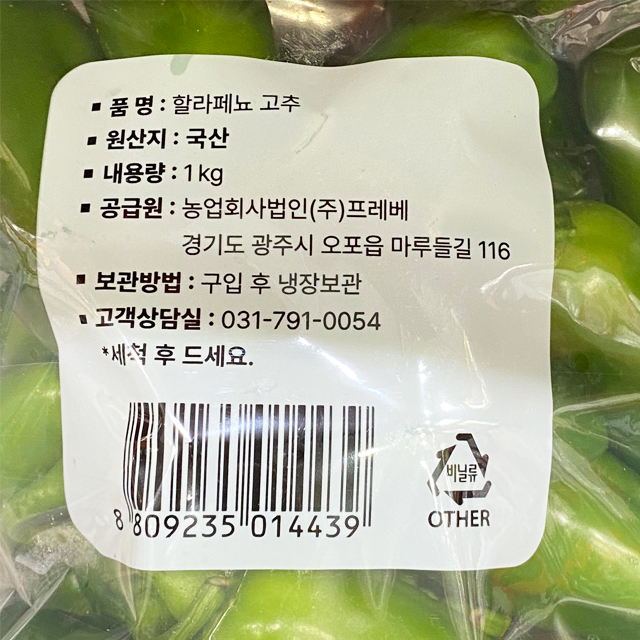 ▪ 품 명 : 할라페뇨 고추
▪ 원산지 : 국산
▪ 내용량 : 1kg
▪ 공급원 : 농업회사법인(주)프레베
경기도 광주시 오포읍 마루들길 116
▪ 보관방법 : 구입 후 냉장보관
▪ 고객상담실 : 031-791-0054
*세척 후 드세요.
비닐류
OTHER
8 809235 014439